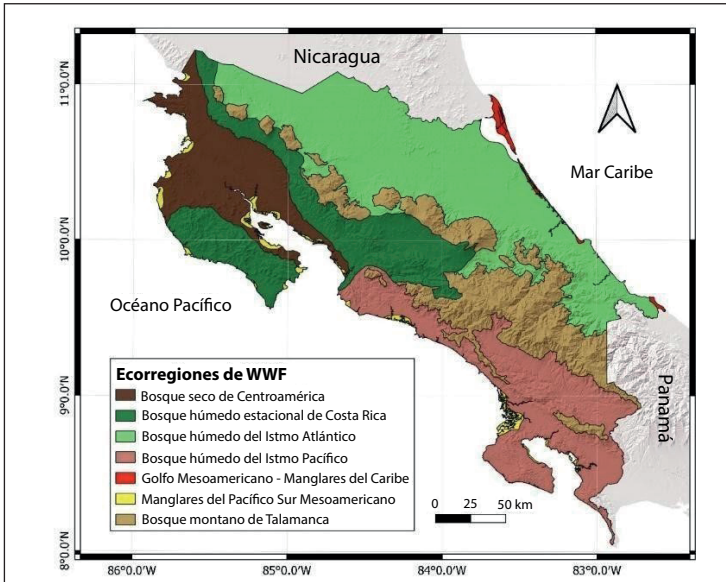 Nicaragua
11°0.0'N
Mar Caribe
10°0.0'N
Océano Pacífico
Ecorregiones de WWF
Bosque seco de Centroamérica
Bosque húmedo estacional de Costa Rica
Bosque húmedo del Istmo Atlántico
Bosque húmedo del Istmo Pacífico
Golfo Mesoamericano - Manglares del Caribe
Manglares del Pacífico Sur Mesoamericano
Bosque montano de Talamanca
Panamá
9°0.0'N
0 25 50 km
8°0.0'N
86°0.0'W 85°0.0'W 84°0.0'W 83°0.0'W